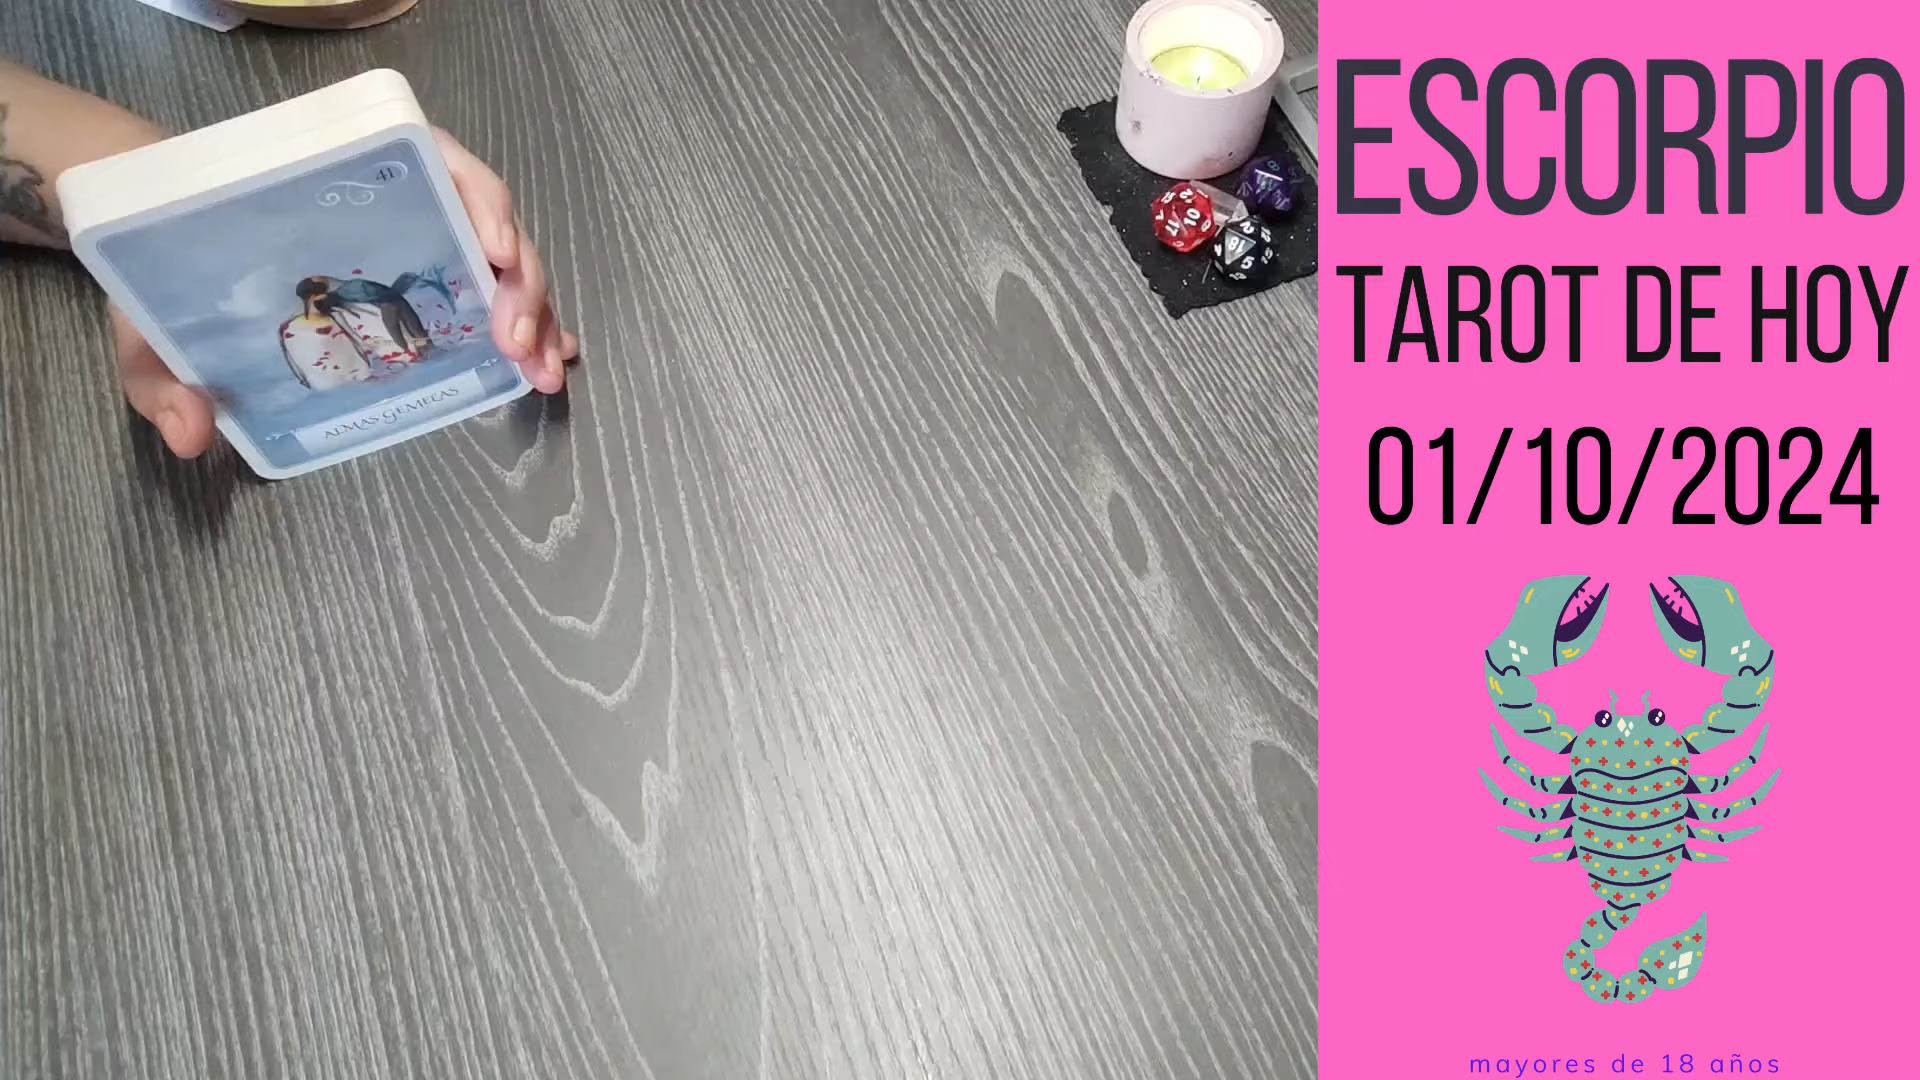 41
ALMAS GEMELAS
ESCORPIO
TAROT DE HOY
01/10/2024
mayores de 18 años